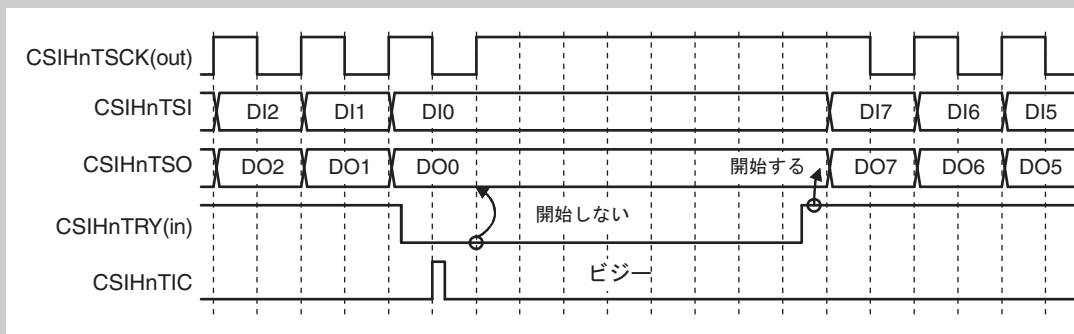 CSIHnTSCK(out)
CSIHnTSI DI2 DI1 DI0 DI7 DI6 DI5
CSIHnTSO DO2 DO1 DO0 開始する DO7 DO6 DO5
CSIHnTRY(in) 開始しない
CSIHnTIC ビジー